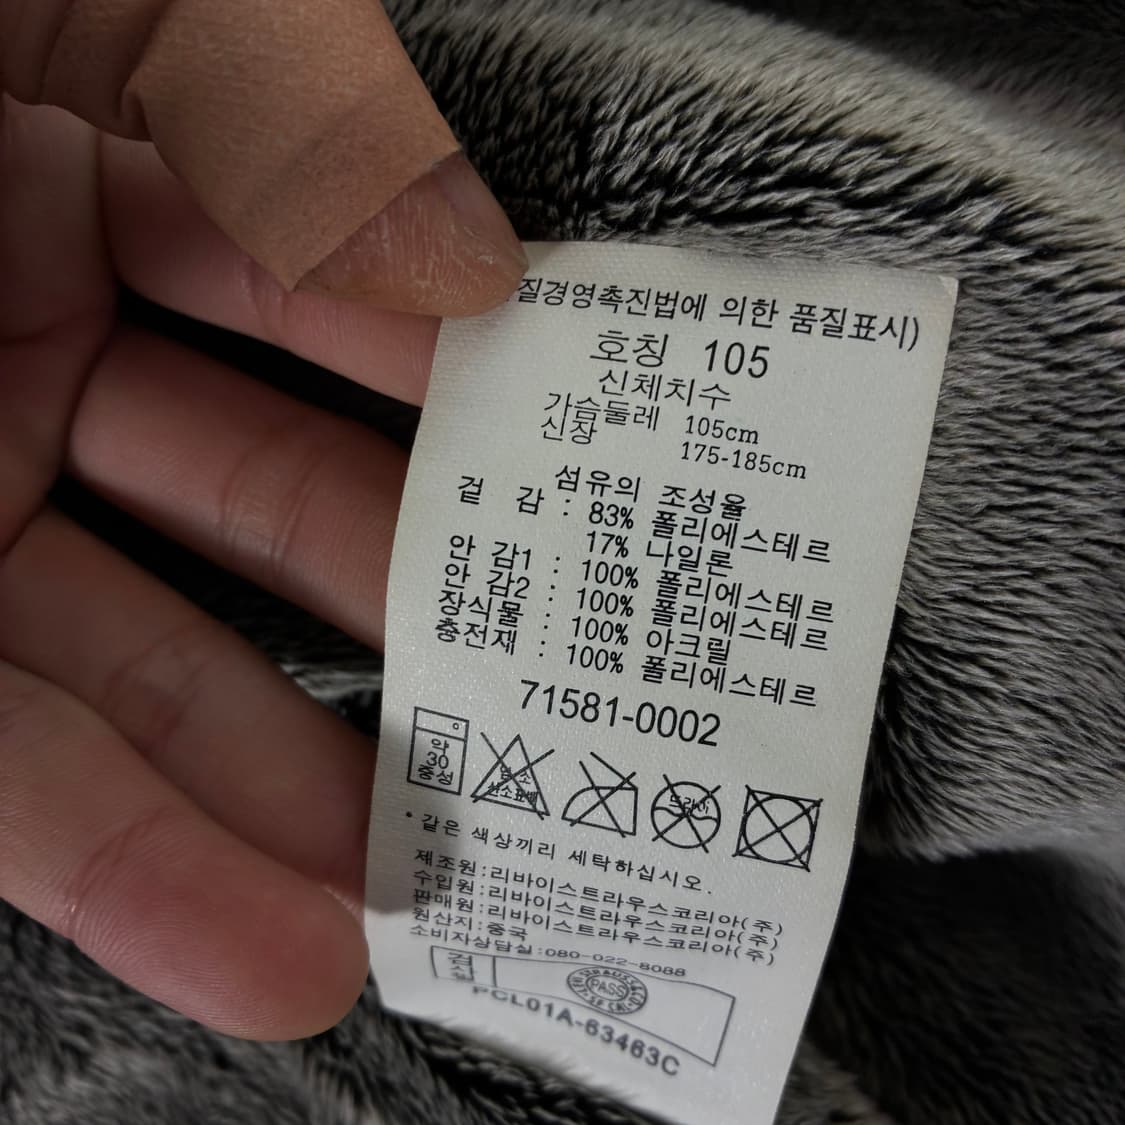 질경영촉진법에 의한 품질표시)
호칭 105
신체치수
가슴둘레 105cm
신장 175-185cm
섬유의 조성율
겉 감 : 83% 폴리에스테르
17% 나일론
안 감1 : 100% 폴리에스테르
안 감2 : 100% 폴리에스테르
장식물 : 100% 아크릴
충전재 : 100% 폴리에스테르
71581-0002
약
30
중성
염소
산소표백
드라이
* 같은 색상끼리 세탁하십시오.
제조원:리바이스트라우스코리아(주)
수입원:리바이스트라우스코리아(주)
판매원:리바이스트라우스코리아(주)
원산지:중국
소비자상담실:080-022-8088
검
PASS
PCL01A-63463C